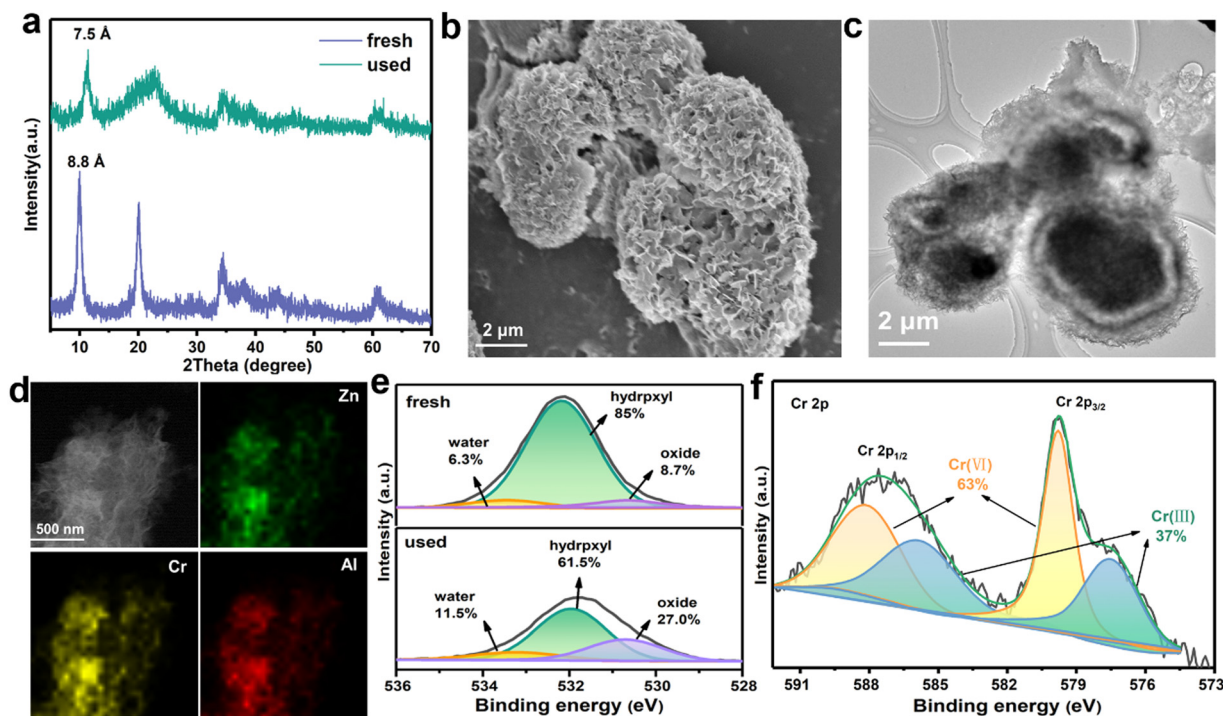 a
7.5 Å
fresh
used
8.8 Å
Intensity(a.u.)
10 20 30 40 50 60 70
2Theta (degree)
b
2 μm
c
2 μm
d
Zn
500 nm
Cr
Al
e
fresh
hydrpxyl
85%
water
6.3%
oxide
8.7%
used
hydrpxyl
61.5%
water
11.5%
oxide
27.0%
Intensity (a.u.)
536 534 532 530 528
Binding energy (eV)
f
Cr 2p
Cr 2p3/2
Cr 2p1/2
Cr(Ⅵ)
63%
Cr(Ⅲ)
37%
Intensity (a.u.)
591 588 585 582 579 576 573
Binding energy (eV)